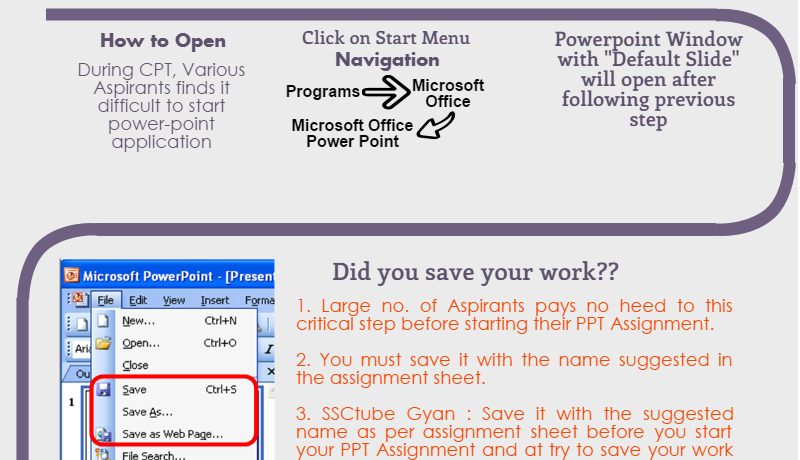 How to Open
During CPT, Various
Aspirants finds it
difficult to start
power-point
application
Click on Start Menu
Navigation
Programs Microsoft
Office
Microsoft Office
Power Point
Powerpoint Window
with "Default Slide"
will open after
following previous
step
Microsoft PowerPoint - [Presen
File Edit View Insert Forma
New... Ctrl+N
Open... Ctrl+O
Close
Save Ctrl+S
Save As...
Save as Web Page...
File Search...
Aria
Ou
1
Did you save your work??
1. Large no. of Aspirants pays no heed to this
critical step before starting their PPT Assignment.
2. You must save it with the name suggested in
the assignment sheet.
3. SSCtube Gyan : Save it with the suggested
name as per assignment sheet before you start
your PPT Assignment and at try to save your work